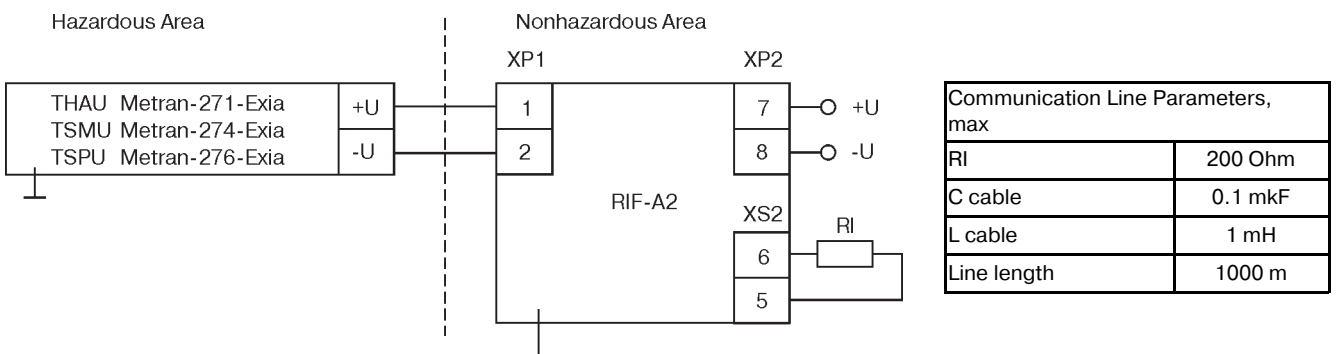 Hazardous Area
Nonhazardous Area
XP1
XP2
THAU Metran-271-Exia
TSMU Metran-274-Exia
TSPU Metran-276-Exia
+U
-U
1
2
RIF-A2
7
8
+U
-U
XS2
6
5
Rl
Communication Line Parameters,
max
Rl 200 Ohm
C cable 0.1 mkF
L cable 1 mH
Line length 1000 m